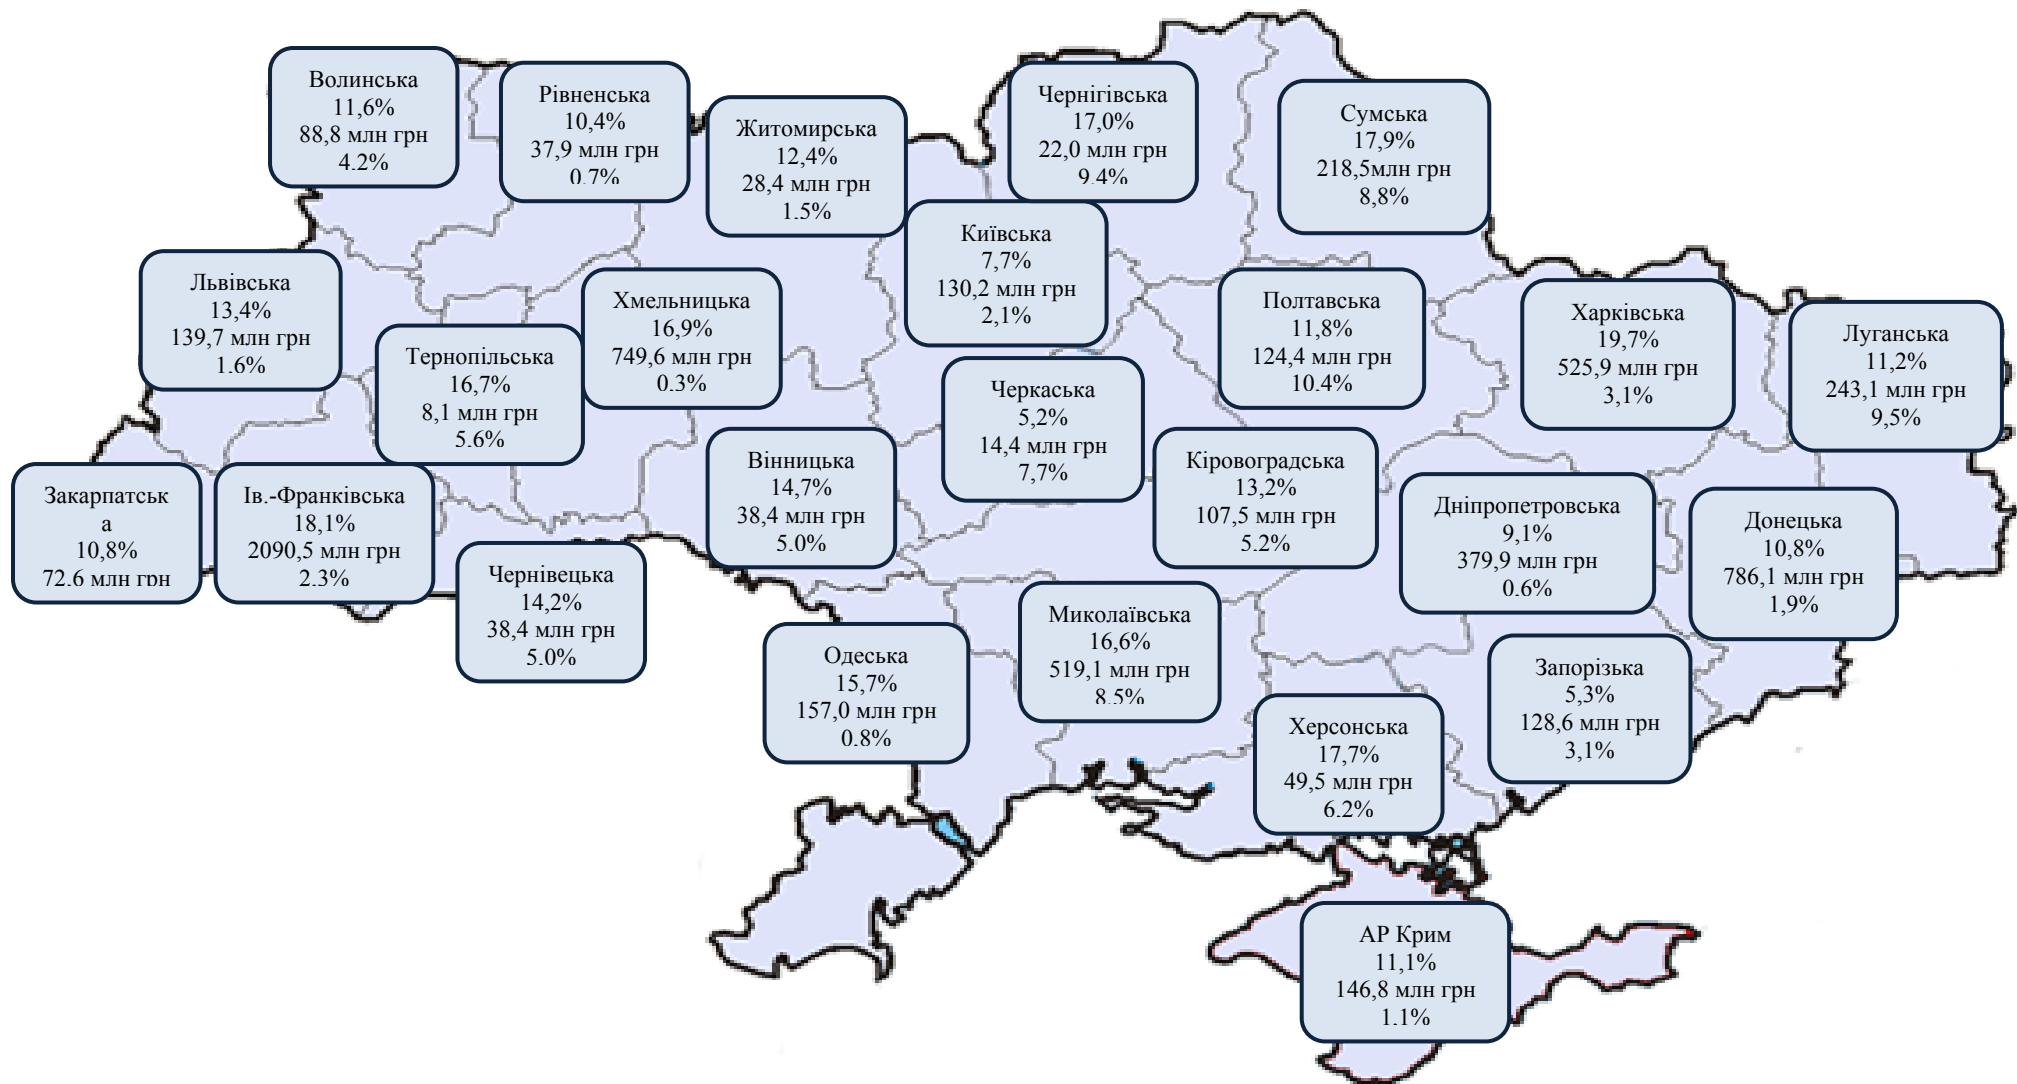 Волинська
11,6%
88,8 млн грн
4.2%
Рівненська
10,4%
37,9 млн грн
0.7%
Житомирська
12,4%
28,4 млн грн
1.5%
Чернігівська
17,0%
22,0 млн грн
9.4%
Сумська
17,9%
218,5млн грн
8,8%
Київська
7,7%
130,2 млн грн
2,1%
Львівська
13,4%
139,7 млн грн
1.6%
Тернопільська
16,7%
8,1 млн грн
5.6%
Хмельницька
16,9%
749,6 млн грн
0.3%
Черкаська
5,2%
14,4 млн грн
7,7%
Полтавська
11,8%
124,4 млн грн
10.4%
Харківська
19,7%
525,9 млн грн
3,1%
Луганська
11,2%
243,1 млн грн
9,5%
Закарпатськ
а
10,8%
72.6 млн грн
Ів.-Франківська
18,1%
2090,5 млн грн
2.3%
Чернівецька
14,2%
38,4 млн грн
5.0%
Вінницька
14,7%
38,4 млн грн
5.0%
Кіровоградська
13,2%
107,5 млн грн
5.2%
Дніпропетровська
9,1%
379,9 млн грн
0.6%
Донецька
10,8%
786,1 млн грн
1,9%
Одеська
15,7%
157,0 млн грн
0.8%
Миколаївська
16,6%
519,1 млн грн
8.5%
Херсонська
17,7%
49,5 млн грн
6.2%
Запорізька
5,3%
128,6 млн грн
3,1%
АР Крим
11,1%
146,8 млн грн
1.1%